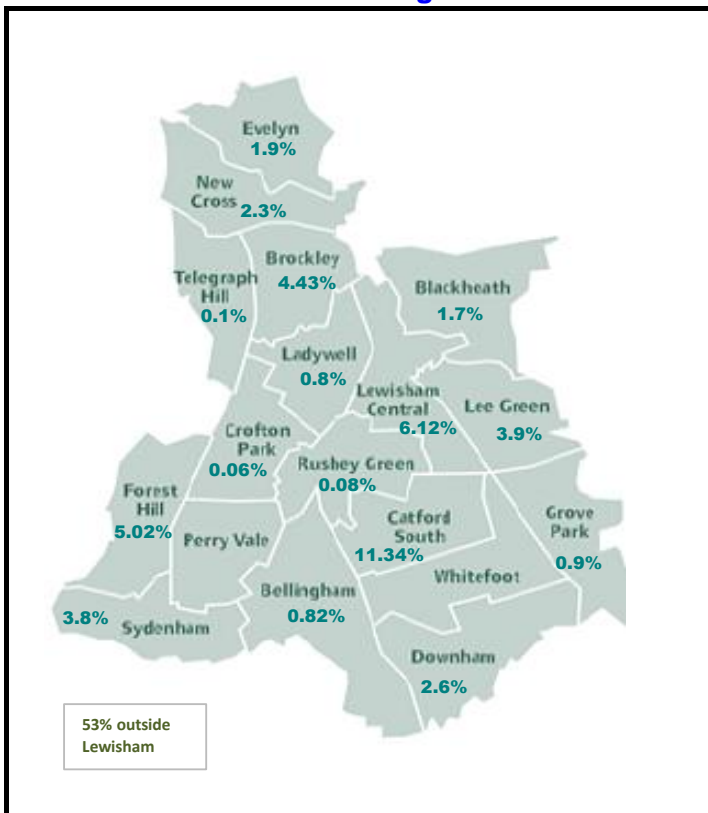 Evelyn
1.9%
New
Cross 2.3%
Brockley
4.43%
Telegraph
Hill
0.1%
Blackheath
1.7%
Ladywell
0.8%
Lewisham
Central
6.12%
Lee Green
3.9%
Crofton
Park
0.06%
Rushey Green
0.08%
Forest
Hill
5.02%
Perry Vale
Catford
South
11.34%
Grove
Park
0.9%
Whitefoot
Bellingham
0.82%
3.8%
Sydenham
Downham
2.6%
53% outside
Lewisham